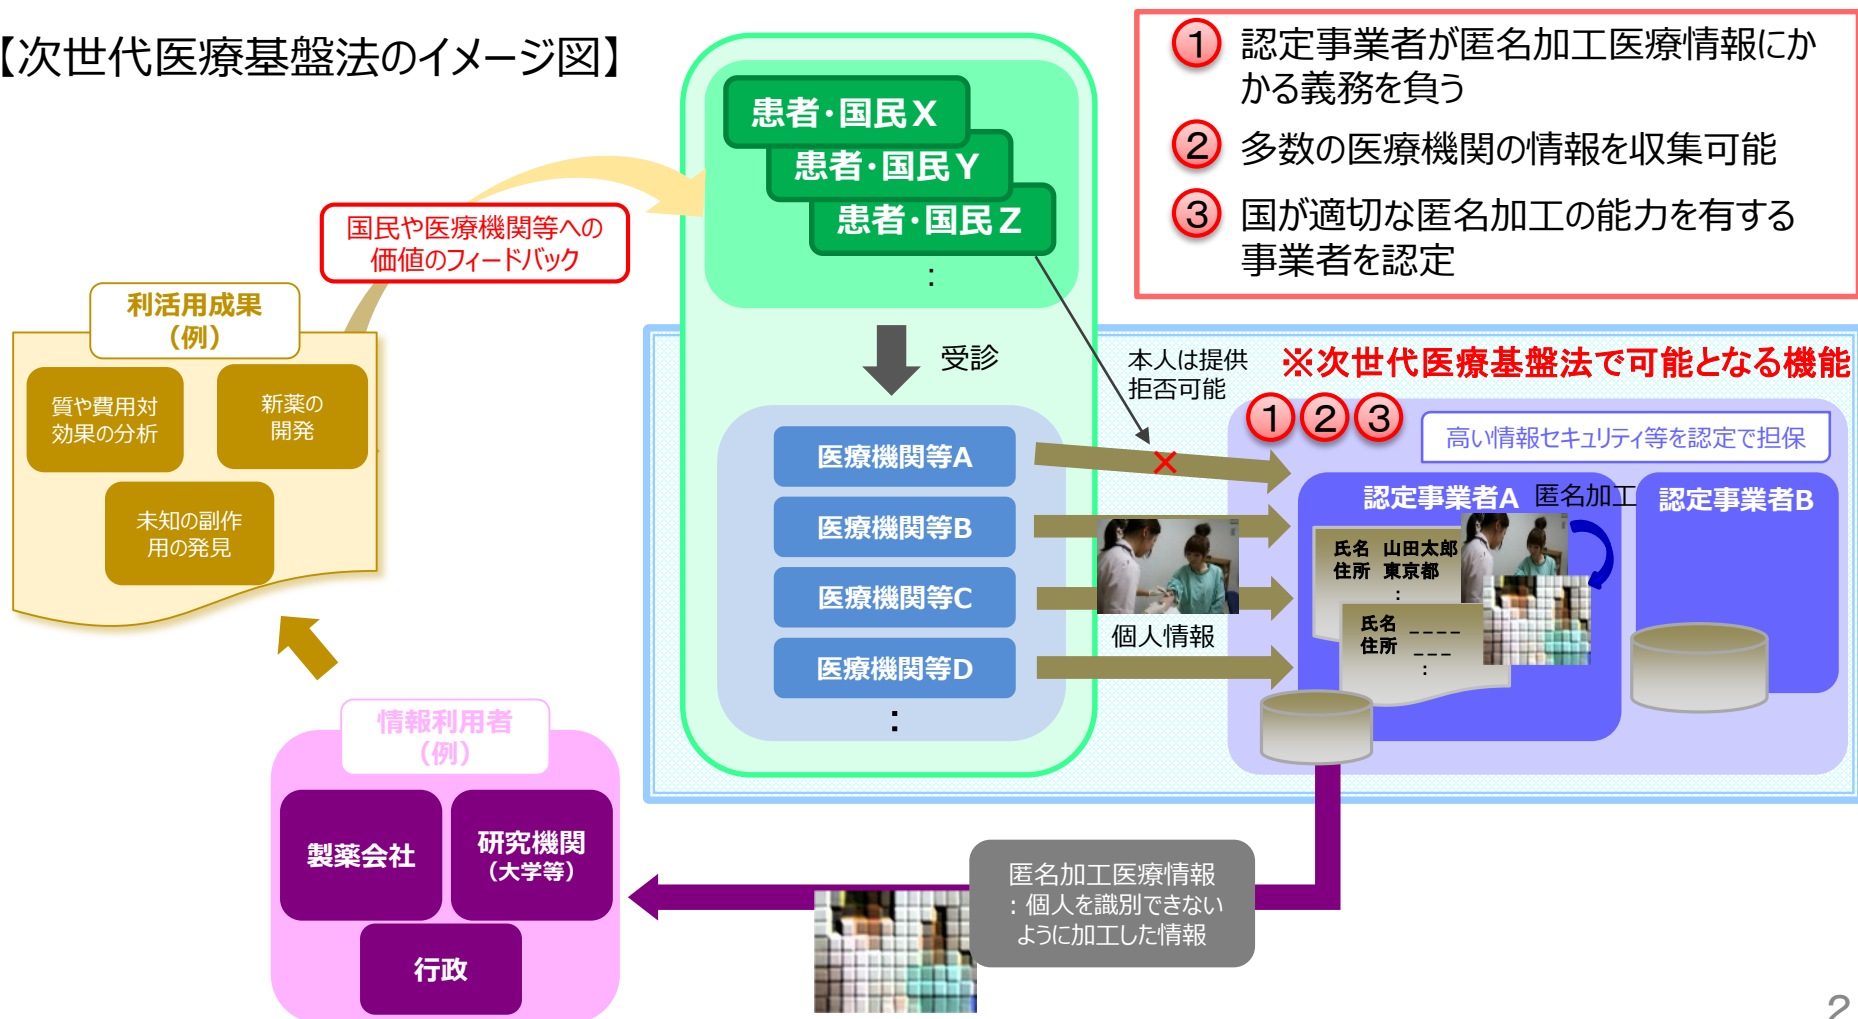 【次世代医療基盤法のイメージ図】
① 認定事業者が匿名加工医療情報にか
かる義務を負う
② 多数の医療機関の情報を収集可能
③ 国が適切な匿名加工の能力を有する
事業者を認定
患者・国民X
患者・国民Y
患者・国民Z
:
国民や医療機関等への
価値のフィードバック
利活用成果
(例)
質や費用対
効果の分析
新薬の
開発
未知の副作
用の発見
受診
本人は提供
拒否可能
※次世代医療基盤法で可能となる機能
①②③
高い情報セキュリティ等を認定で担保
医療機関等A
医療機関等B
医療機関等C
医療機関等D
:
×
個人情報
認定事業者A
匿名加工
認定事業者B
氏名 山田太郎
住所 東京都
:
氏名 ____
住所 ___
:
情報利用者
(例)
製薬会社
研究機関
(大学等)
行政
匿名加工医療情報
:個人を識別できない
ように加工した情報
2